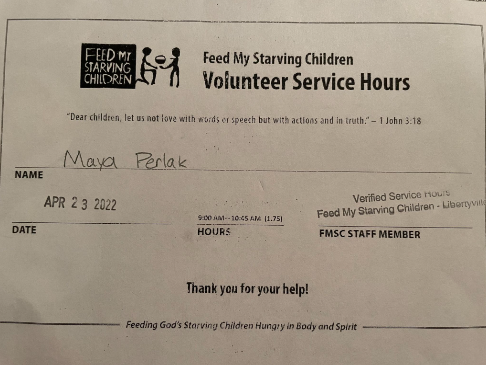 FEED MY
STARVING
CHILDREN
Feed My Starving Children
Volunteer Service Hours
"Dear children, let us not love with words or speech but with actions and in truth." – 1 John 3:18
Maya Perlak
NAME
APR 23 2022
DATE
9:00 AM--10:45 AM (1.75)
HOURS
Verified Service Hours
Feed My Starving Children - Libertyville
FMSC STAFF MEMBER
Thank you for your help!
Feeding God's Starving Children Hungry in Body and Spirit